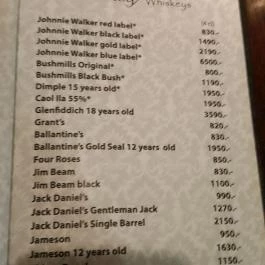 Whiskeys
Johnnie Walker red label* 830.-
Johnnie Walker black label* 1490.-
Johnnie Walker gold label* 2190.-
Johnnie Walker blue label* 6500.-
Bushmills Original* 800.-
Bushmills Black Bush* 1190.-
Dimple 15 years old* 1950.-
Caol Ila 55%* 1950.-
Glenfiddich 18 years old 3590.-
Grant's 820.-
Ballantine's 830.-
Ballantine's Gold Seal 12 years old 1950.-
Four Roses 850.-
Jim Beam 830.-
Jim Beam black 1100.-
Jack Daniel's 990.-
Jack Daniel's Gentleman Jack 1270.-
Jack Daniel's Single Barrel 2150.-
Jameson 950.-
Jameson 12 years old 1630.-
1150.-